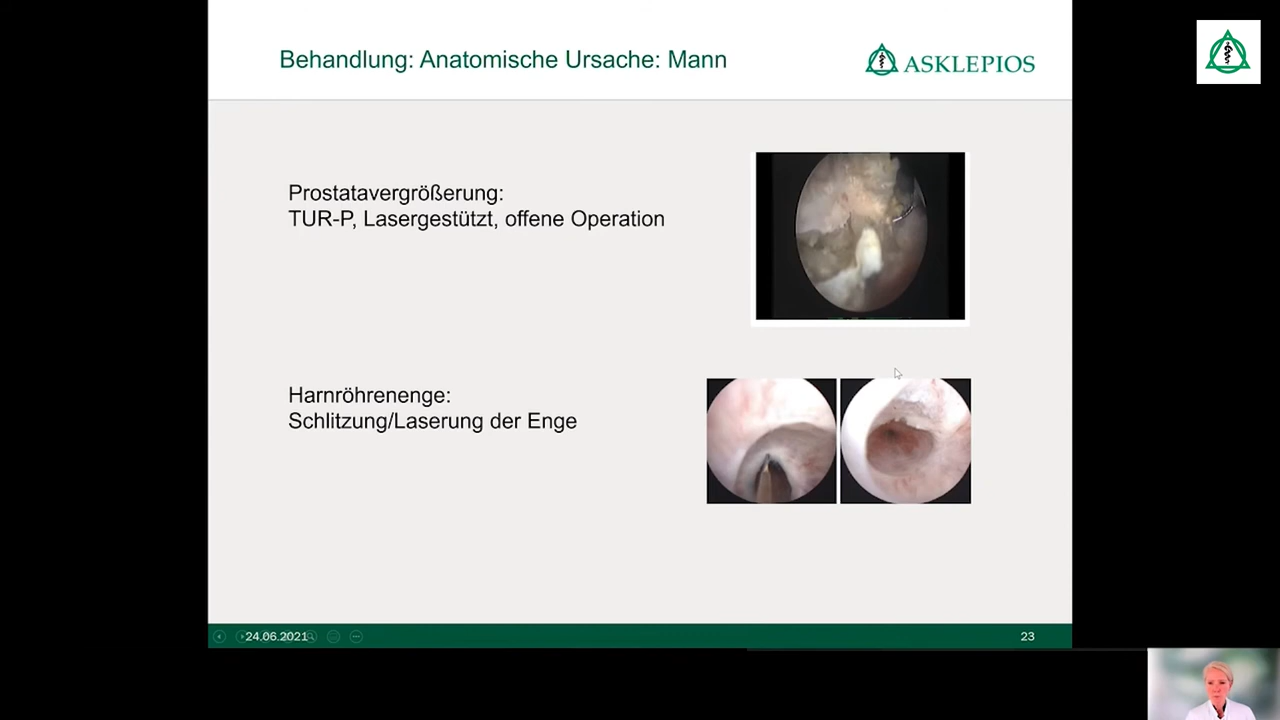 Behandlung: Anatomische Ursache: Mann
ASKLEPIOS
Prostatavergrößerung:
TUR-P, Lasergestützt, offene Operation
Harnröhrenenge:
Schlitzung/Laserung der Enge
24.06.2021
23